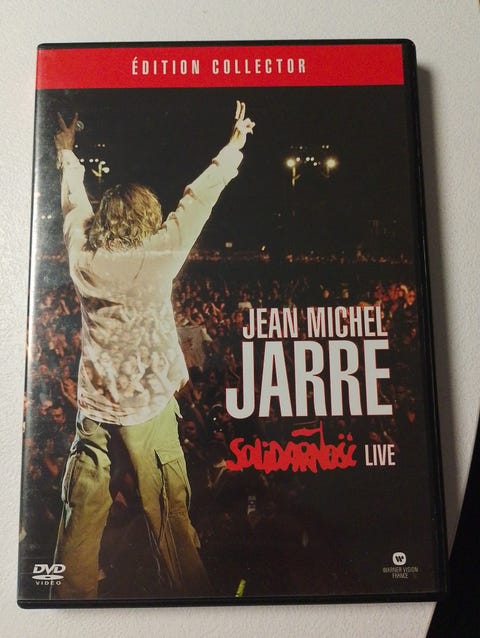 ÉDITION COLLECTOR
JEAN MICHEL
JARRE
SOLIDARNOŚĆ LIVE
DVD
VIDEO
W
WARNER VISION
FRANCE